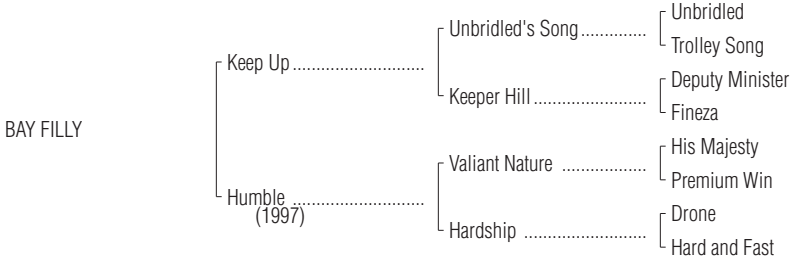 Unbridled
Unbridled's Song..............
Trolley Song
Keep Up ............................
Deputy Minister
Keeper Hill ........................
Fineza
BAY FILLY
His Majesty
Valiant Nature ..................
Premium Win
Humble ............................
(1997)
Drone
Hardship ..........................
Hard and Fast